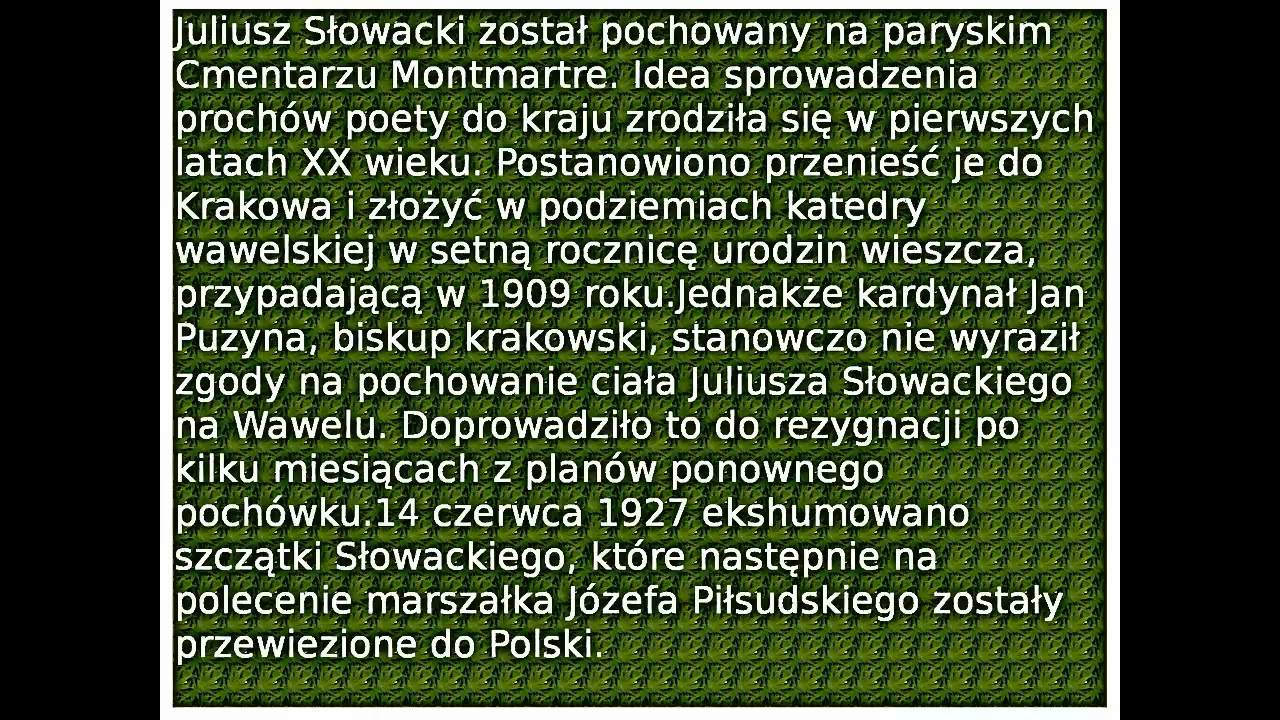 Juliusz Słowacki został pochowany na paryskim
Cmentarzu Montmartre. Idea sprowadzenia
prochów poety do kraju zrodziła się w pierwszych
latach XX wieku. Postanowiono przenieść je do
Krakowa i złożyć w podziemiach katedry
wawelskiej w setną rocznicę urodzin wieszcza,
przypadającą w 1909 roku.Jednakże kardynał Jan
Puzyna, biskup krakowski, stanowczo nie wyraził
zgody na pochowanie ciała Juliusza Słowackiego
na Wawelu. Doprowadziło to do rezygnacji po
kilku miesiącach z planów ponownego
pochówku.14 czerwca 1927 ekshumowano
szczątki Słowackiego, które następnie na
polecenie marszałka Józefa Piłsudskiego zostały
przewiezione do Polski.